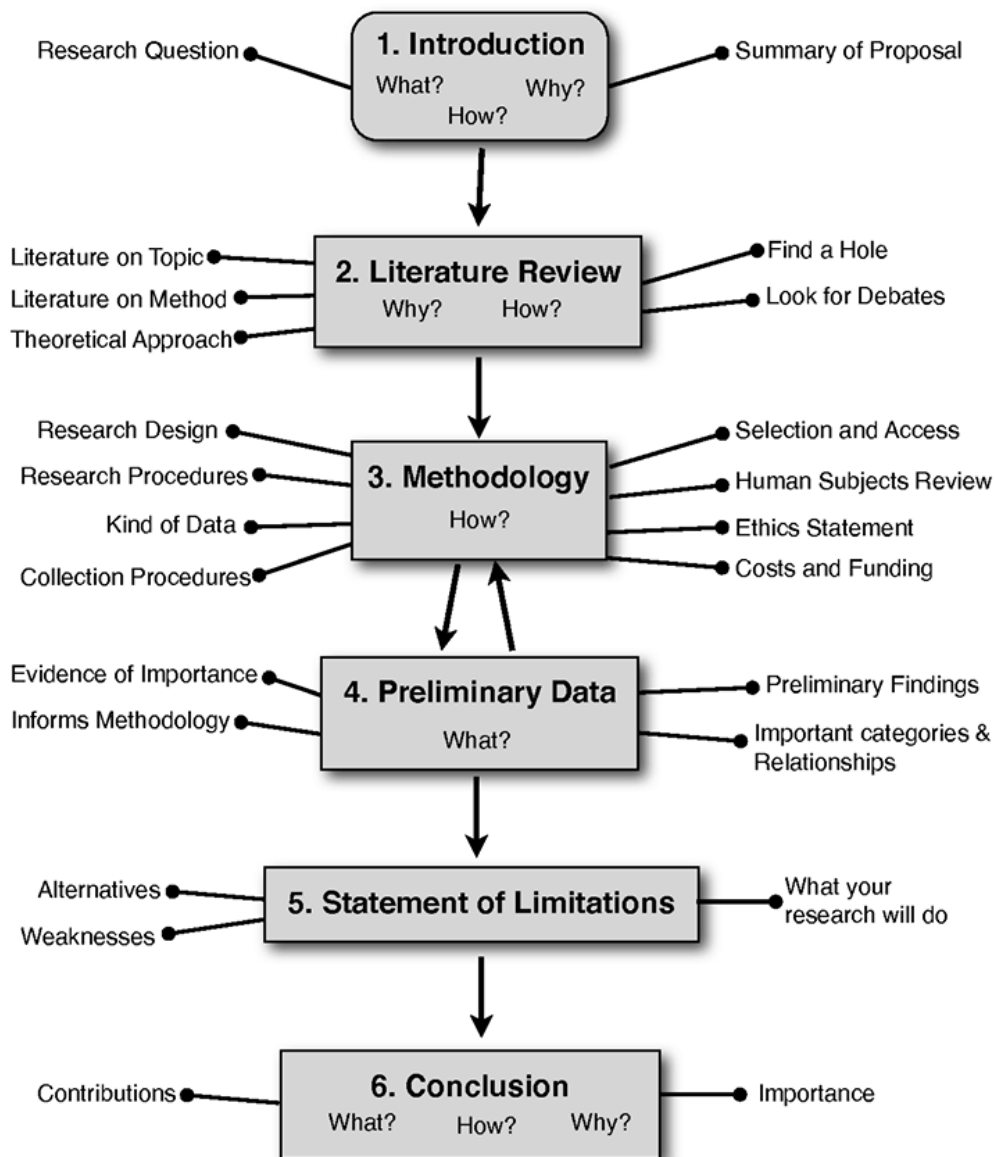 1. Introduction
Research Question
Summary of Proposal
What?
Why?
How?
2. Literature Review
Literature on Topic
Literature on Method
Theoretical Approach
Why?
How?
Find a Hole
Look for Debates
3. Methodology
Research Design
Research Procedures
Kind of Data
Collection Procedures
How?
Selection and Access
Human Subjects Review
Ethics Statement
Costs and Funding
4. Preliminary Data
Evidence of Importance
Informs Methodology
What?
Preliminary Findings
Important categories &
Relationships
5. Statement of Limitations
Alternatives
Weaknesses
What your
research will do
6. Conclusion
Contributions
What?
How?
Why?
Importance